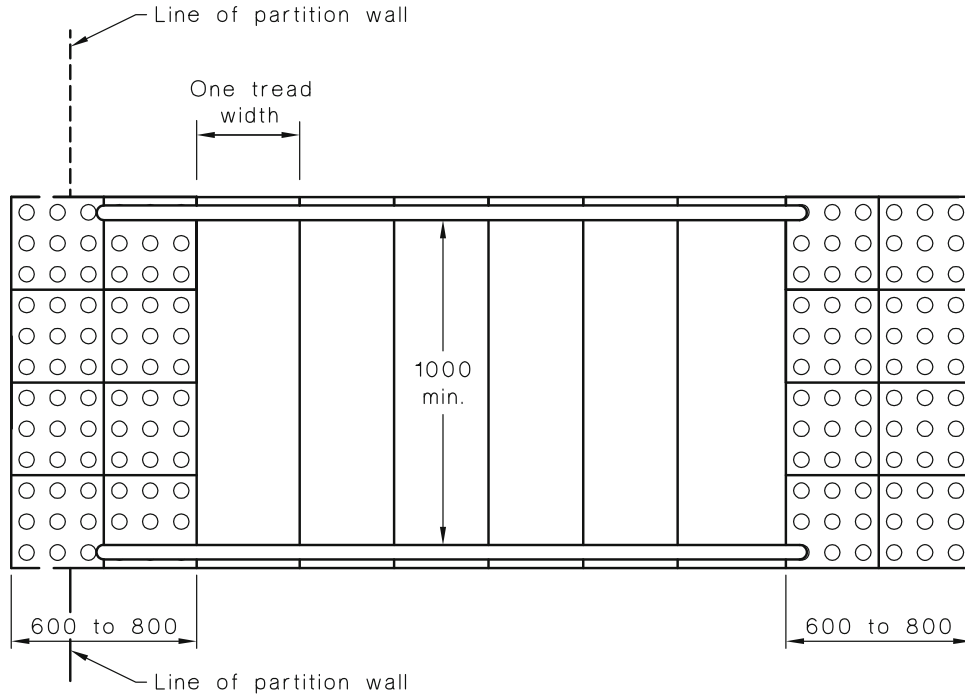 Line of partition wall
One tread
width
1000
min.
600 to 800
600 to 800
Line of partition wall